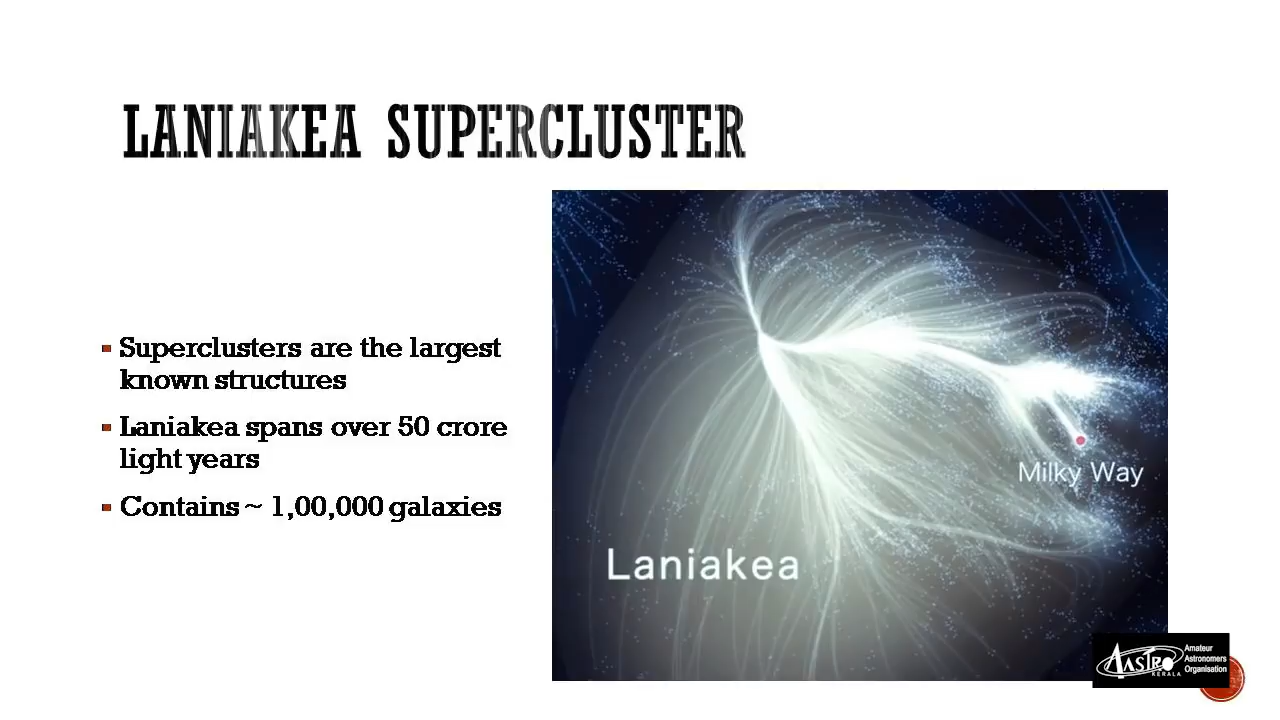 LANIAKEA SUPERCLUSTER
Superclusters are the largest
known structures
Laniakea spans over 50 crore
light years
Contains ~ 1,00,000 galaxies
Milky Way
Laniakea
AASTRO
KERALA
Amateur
Astronomers
Organisation